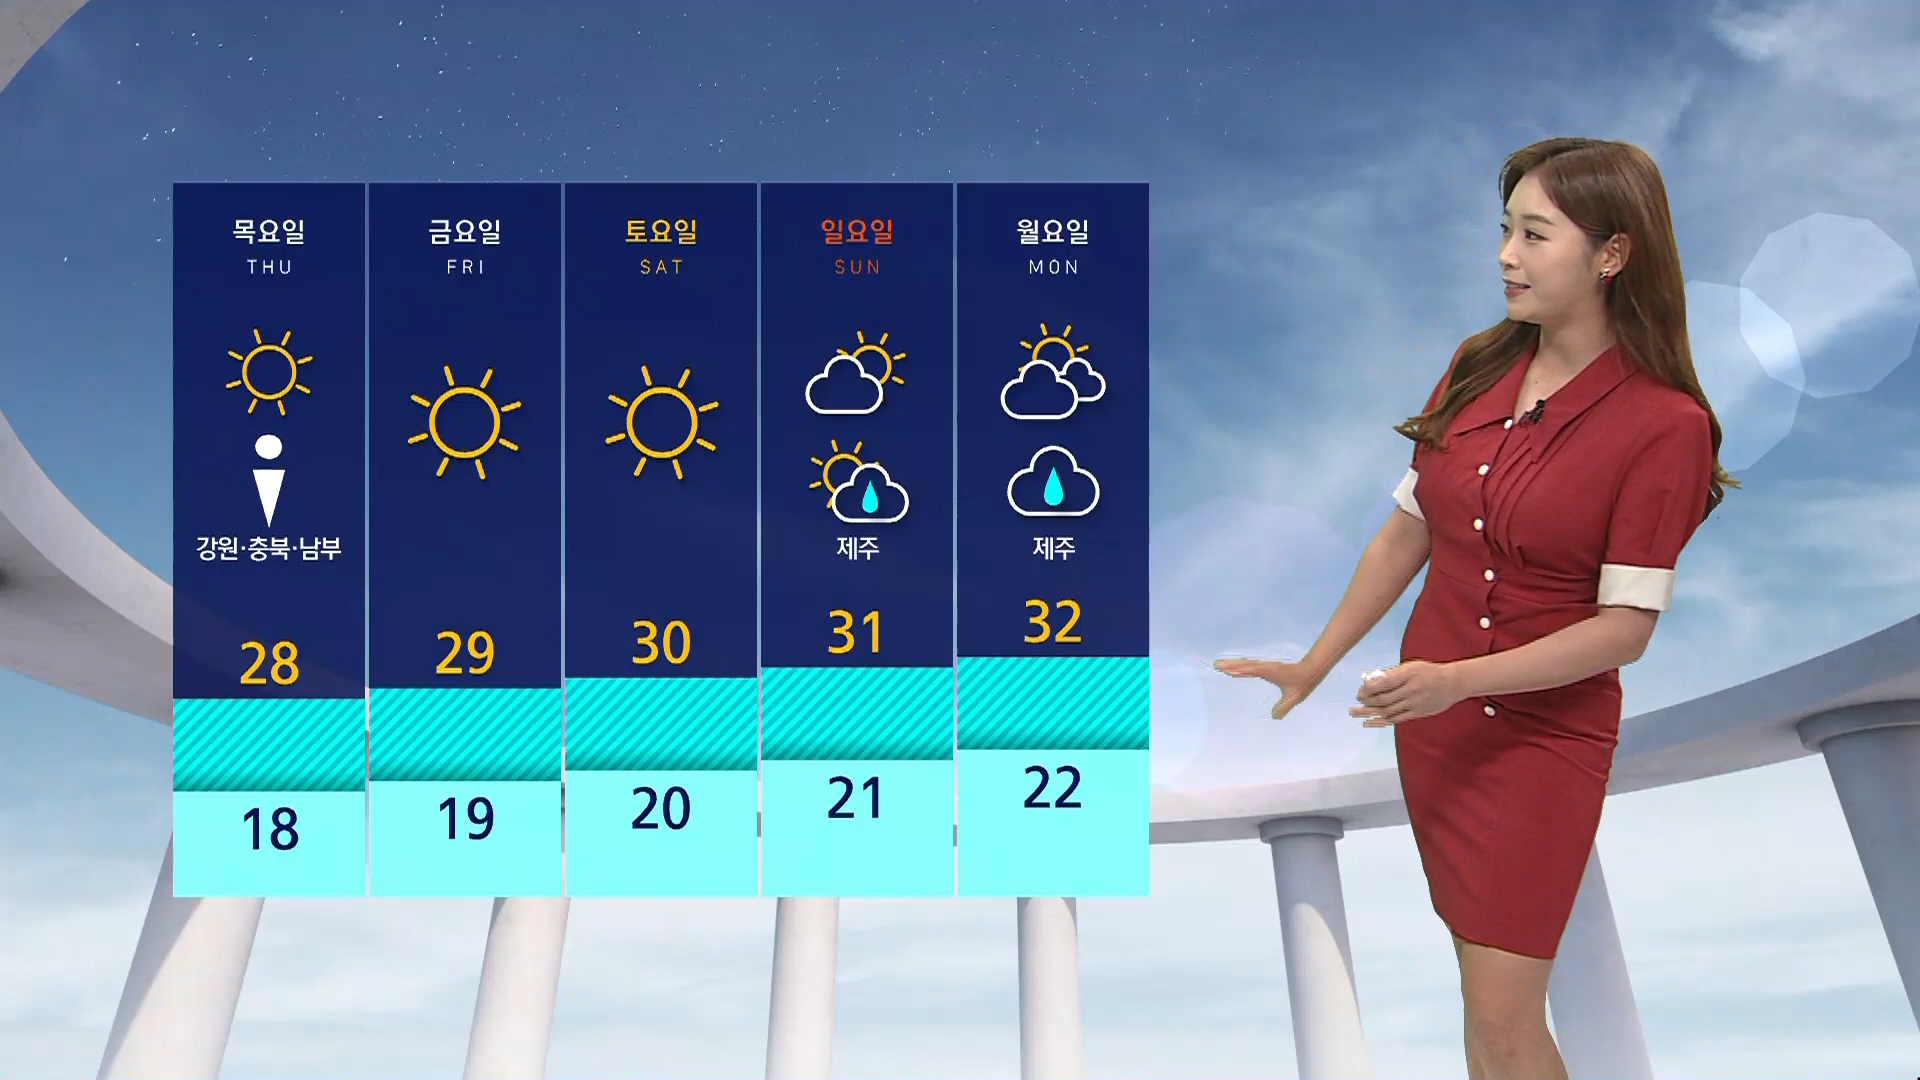 목요일
THU
강원·충북·남부
28
18
금요일
FRI
29
19
토요일
SAT
30
20
일요일
SUN
제주
31
21
월요일
MON
제주
32
22